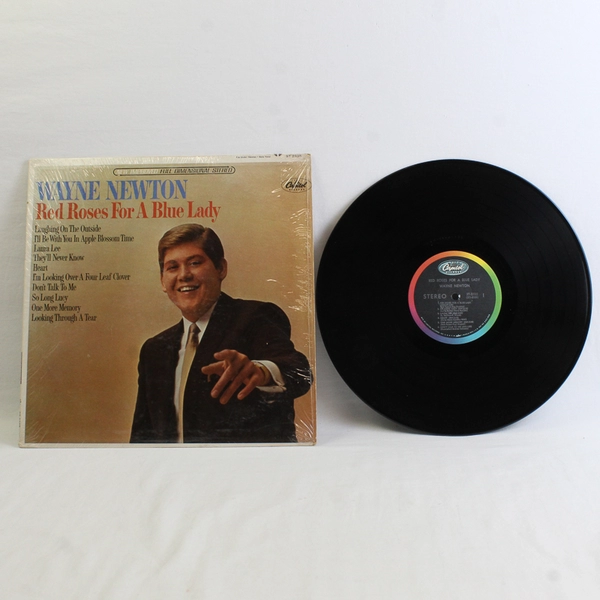 FULL DIMENSIONAL STEREO
Capitol
WAYNE NEWTON
Red Roses For A Blue Lady
Laughing On The Outside
I'll Be With You In Apple Blossom Time
Laura Lee
They'll Never Know
Heart
I'm Looking Over A Four Leaf Clover
Don't Talk To Me
So Long Lucy
One More Memory
Looking Through A Tear
Capitol
RED ROSES FOR A BLUE LADY
WAYNE NEWTON
STEREO
1